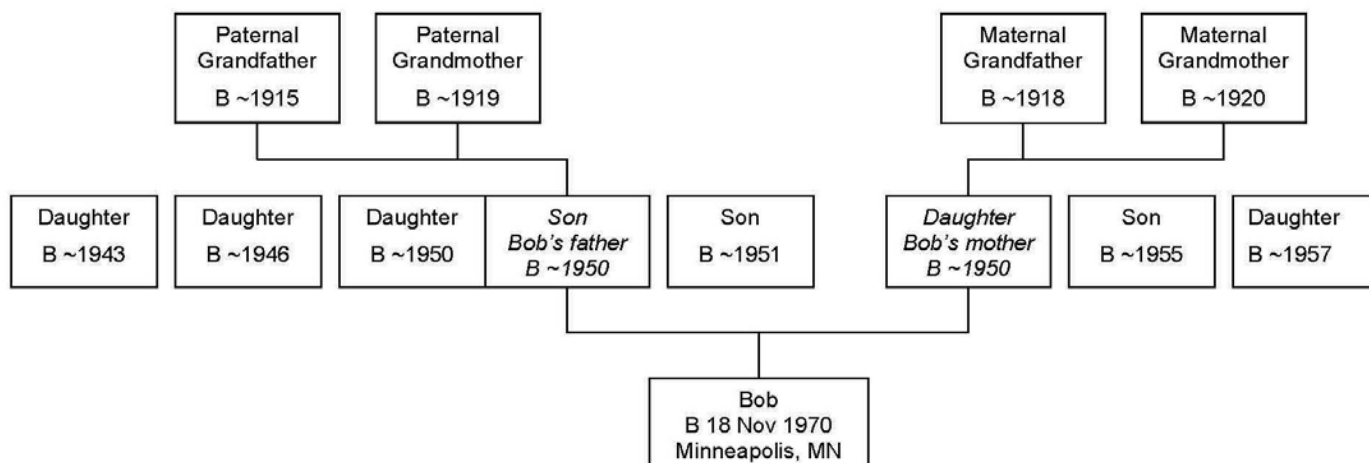 Paternal
Grandfather
B ~1915
Paternal
Grandmother
B ~1919
Maternal
Grandfather
B ~1918
Maternal
Grandmother
B ~1920
Daughter
B ~1943
Daughter
B ~1946
Daughter
B ~1950
Son
Bob's father
B ~1950
Son
B ~1951
Daughter
Bob's mother
B ~1950
Son
B ~1955
Daughter
B ~1957
Bob
B 18 Nov 1970
Minneapolis, MN